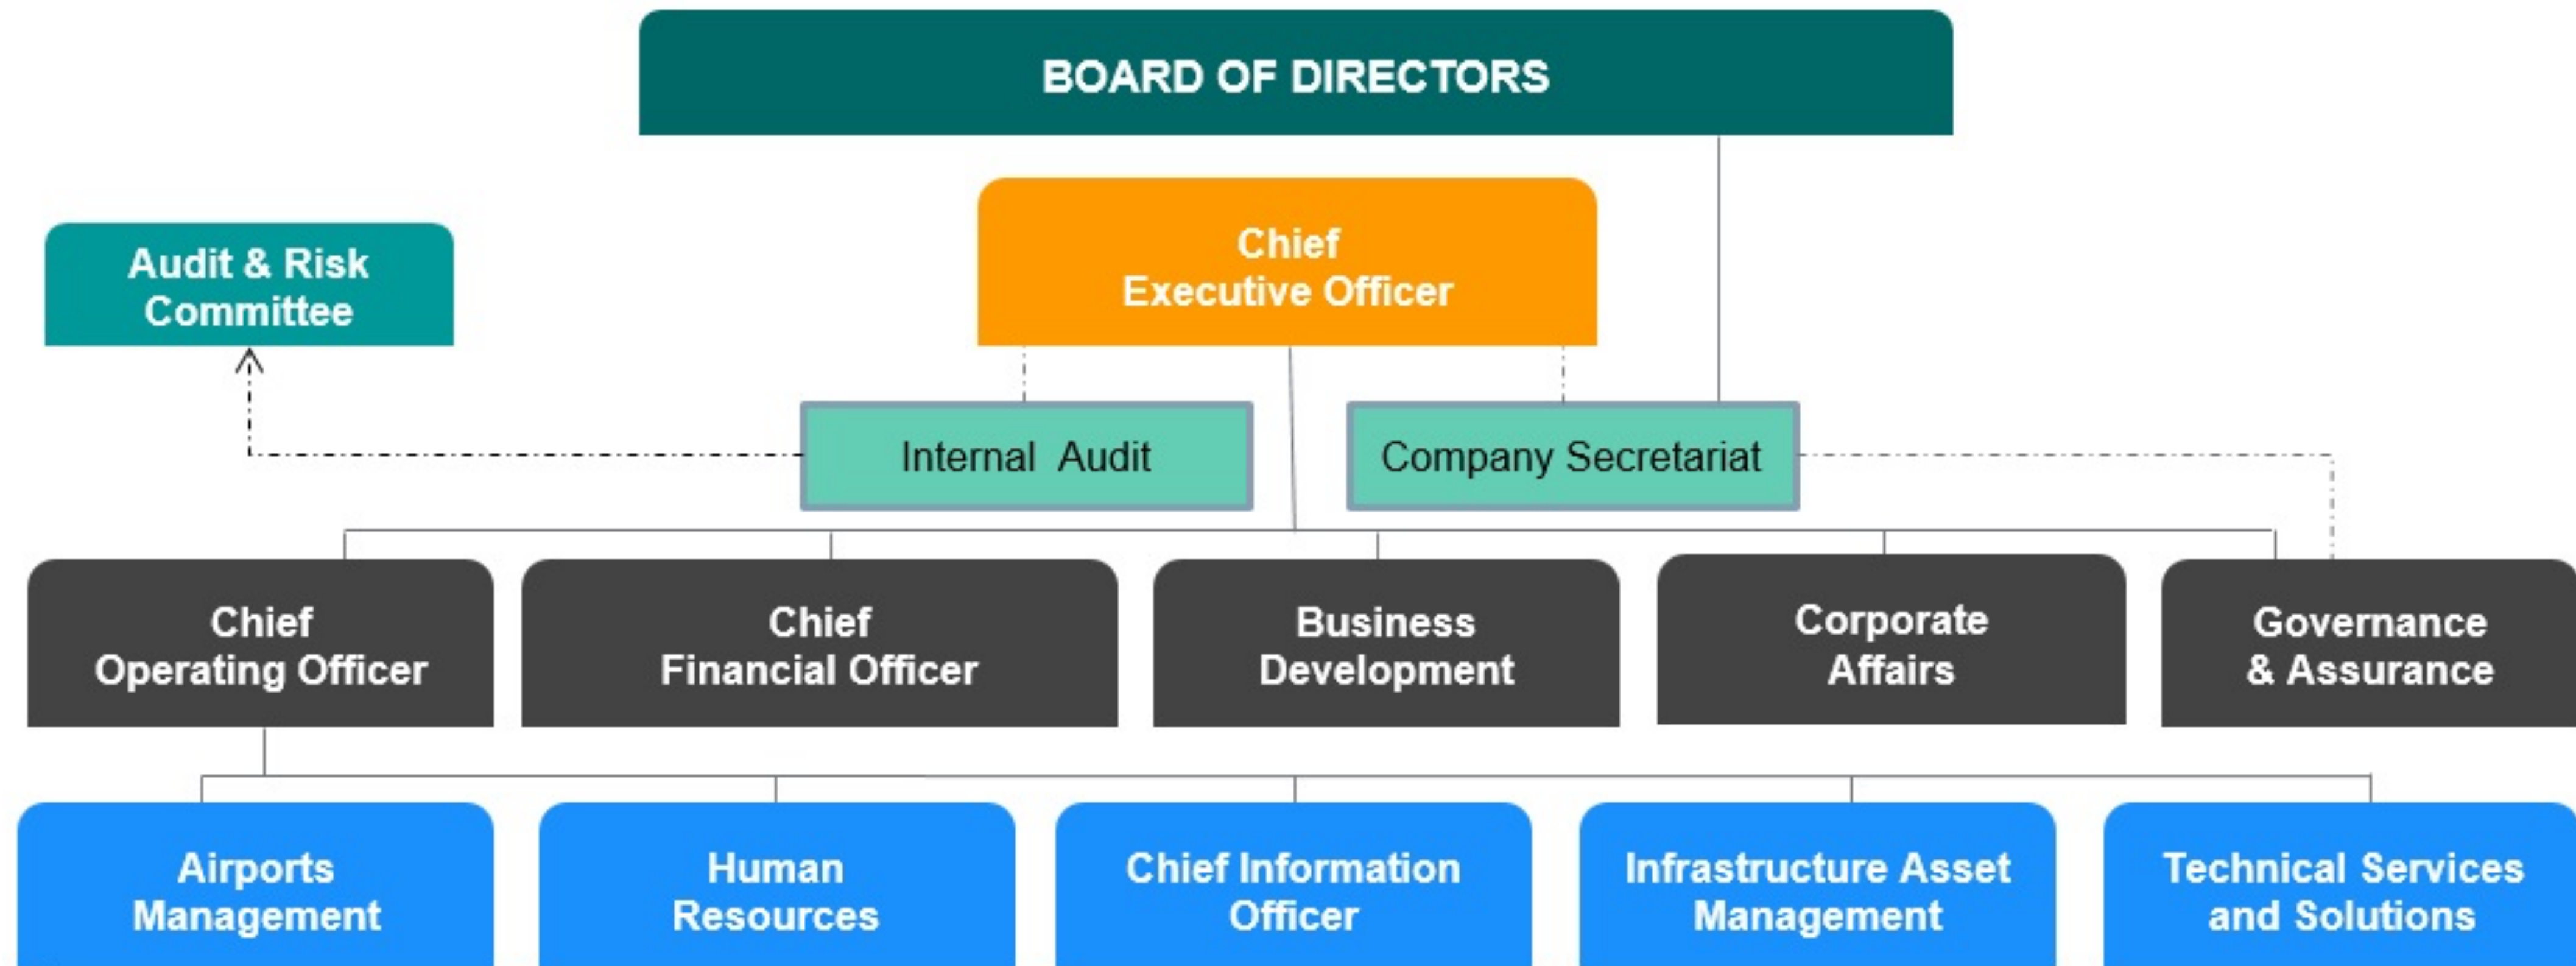 BOARD OF DIRECTORS
Chief
Executive Officer
Audit & Risk
Committee
Internal  Audit
Company Secretariat
Chief
Operating Officer
Chief
Financial Officer
Business
Development
Corporate
Affairs
Governance
& Assurance
Airports
Management
Human
Resources
Chief Information
Officer
Infrastructure Asset
Management
Technical Services
and Solutions